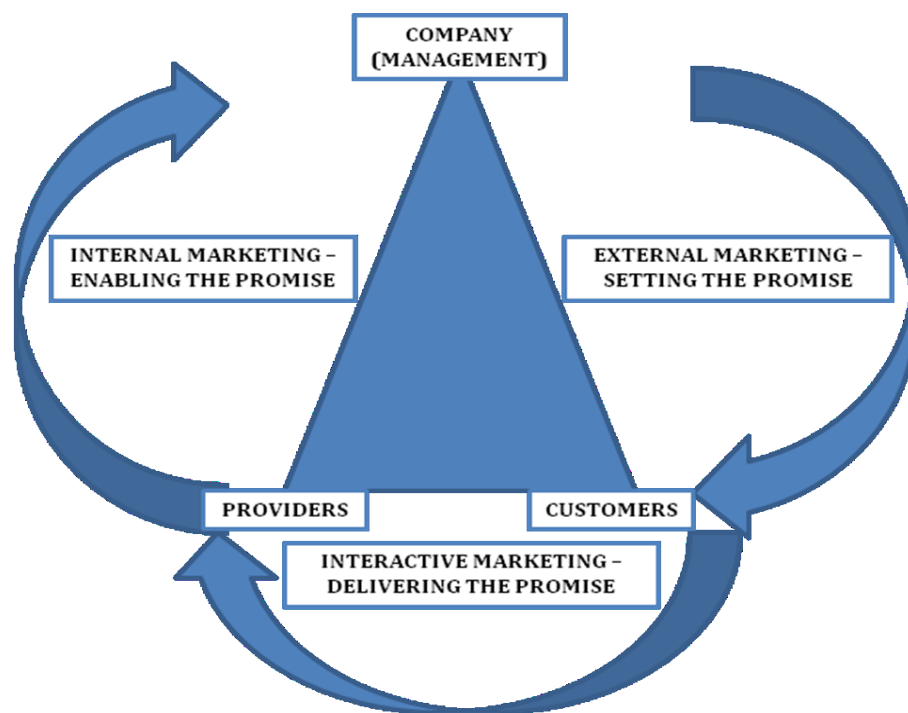 COMPANY
(MANAGEMENT)
INTERNAL MARKETING –
ENABLING THE PROMISE
EXTERNAL MARKETING –
SETTING THE PROMISE
PROVIDERS
CUSTOMERS
INTERACTIVE MARKETING –
DELIVERING THE PROMISE